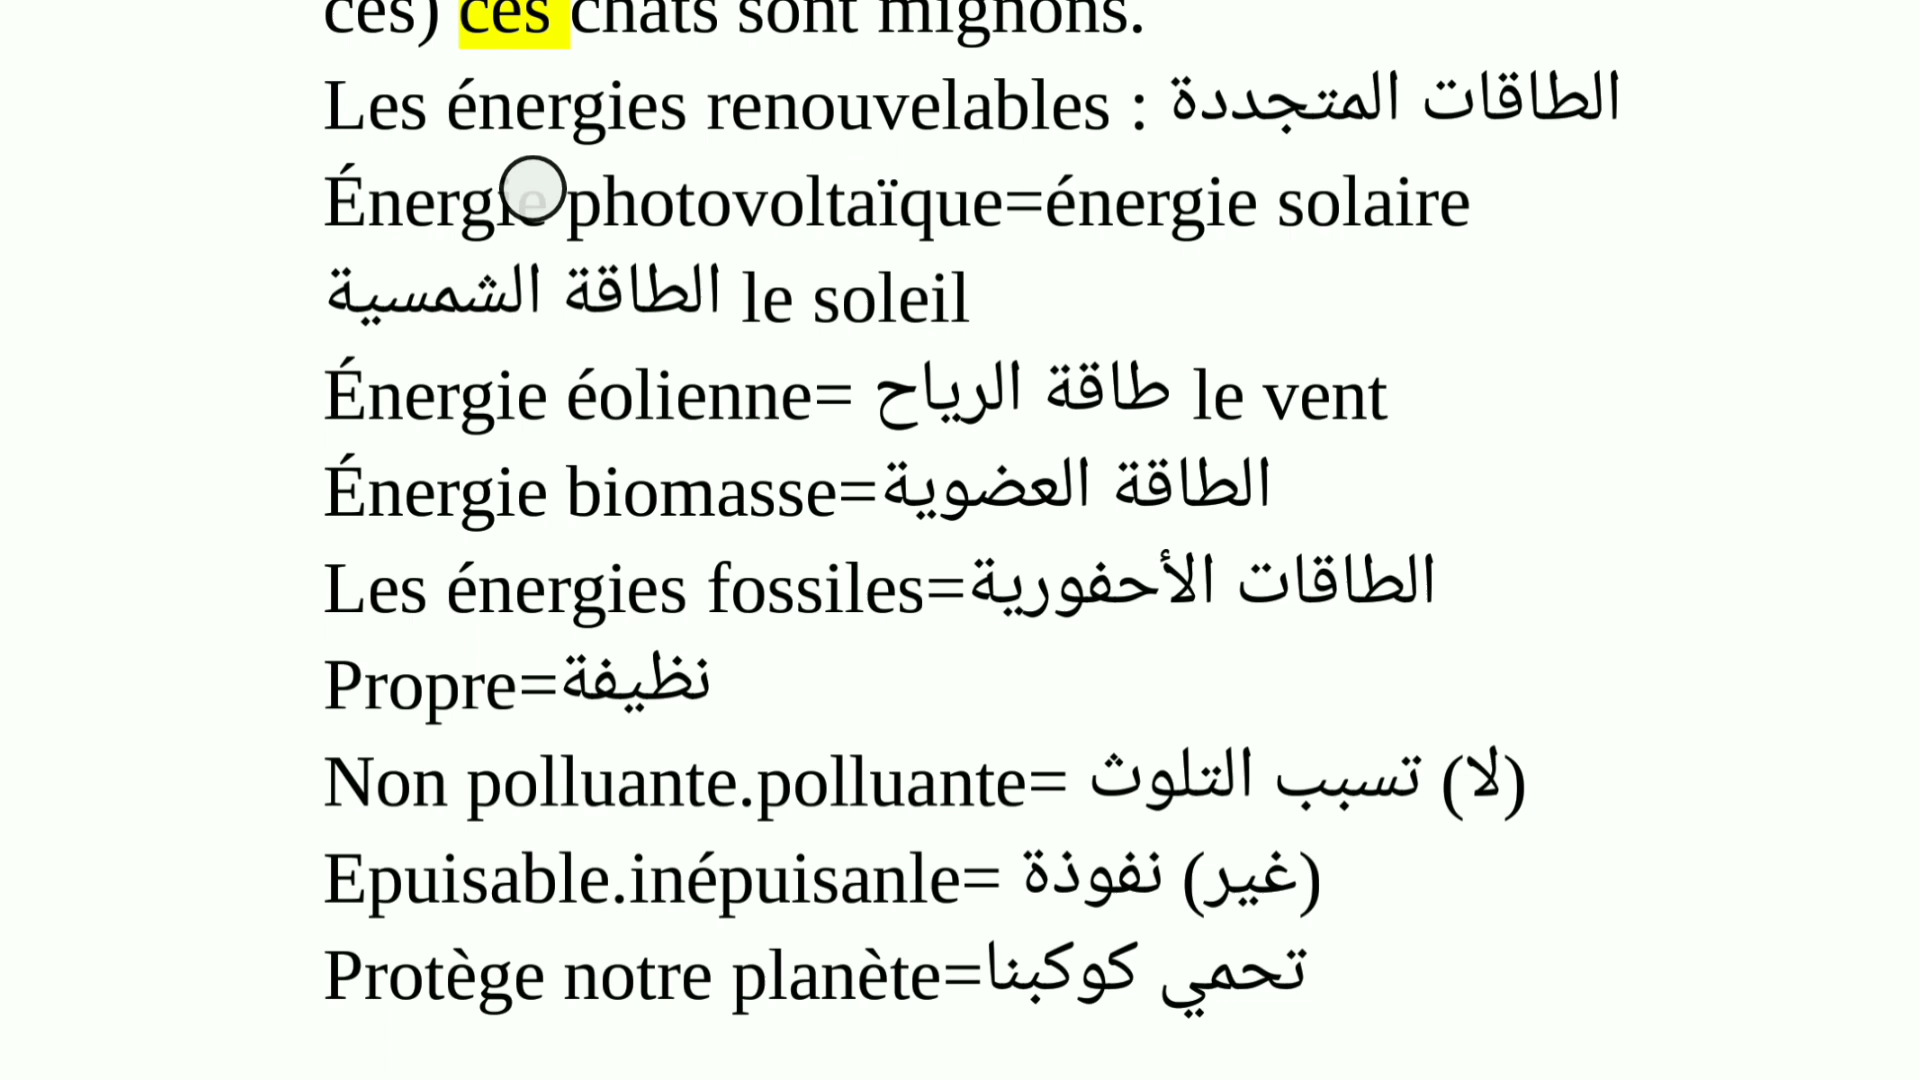 ces) ces chats sont mignons.
Les énergies renouvelables : الطاقات المتجددة
Énergie photovoltaïque=énergie solaire
الطاقة الشمسية le soleil
Énergie éolienne= طاقة الرياح le vent
Énergie biomasse=الطاقة العضوية
Les énergies fossiles=الطاقات الأحفورية
Propre=نظيفة
Non polluante.polluante= تسبب التلوث (لا)
Epuisable.inépuisanle= نفوذة (غير)
Protège notre planète=تحمي كوكبنا